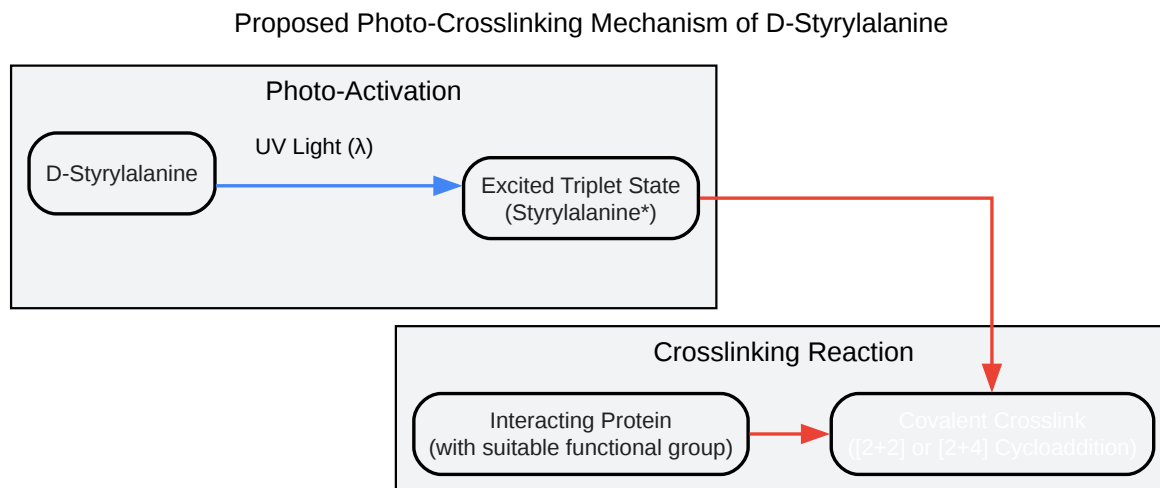 Proposed Photo-Crosslinking Mechanism of D-Styrylalanine
Photo-Activation
UV Light (λ)
D-Styrylalanine
Excited Triplet State
(Styrylalanine*)
Crosslinking Reaction
Interacting Protein
(with suitable functional group)
Covalent Crosslink
([2+2] or [2+4] Cycloaddition)